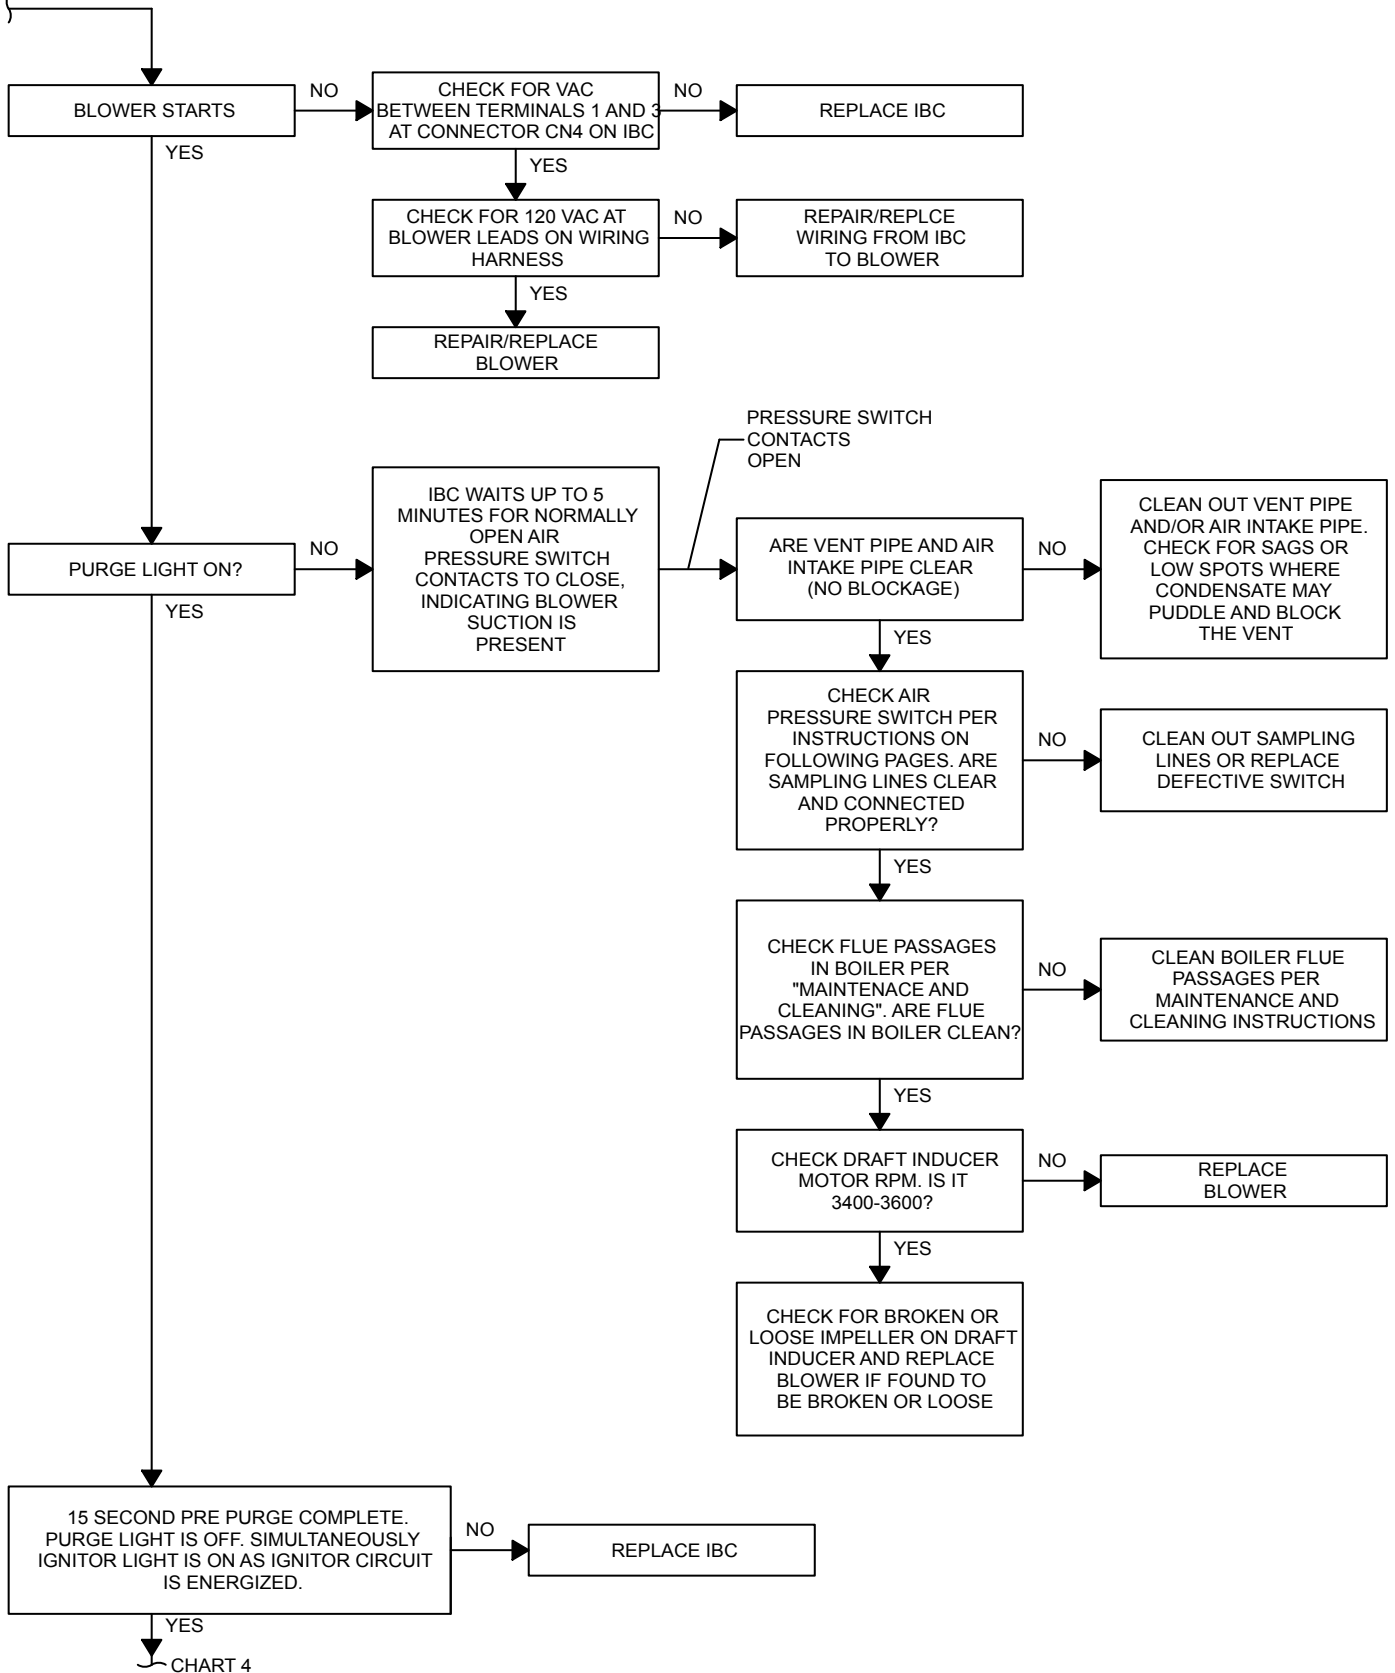 BLOWER STARTS
NO
CHECK FOR VAC
BETWEEN TERMINALS 1 AND 3
AT CONNECTOR CN4 ON IBC
NO
REPLACE IBC
YES
YES
CHECK FOR 120 VAC AT
BLOWER LEADS ON WIRING
HARNESS
NO
REPAIR/REPLCE
WIRING FROM IBC
TO BLOWER
YES
REPAIR/REPLACE
BLOWER
PRESSURE SWITCH
CONTACTS
OPEN
PURGE LIGHT ON?
NO
IBC WAITS UP TO 5
MINUTES FOR NORMALLY
OPEN AIR
PRESSURE SWITCH
CONTACTS TO CLOSE,
INDICATING BLOWER
SUCTION IS
PRESENT
ARE VENT PIPE AND AIR
INTAKE PIPE CLEAR
(NO BLOCKAGE)
NO
CLEAN OUT VENT PIPE
AND/OR AIR INTAKE PIPE.
CHECK FOR SAGS OR
LOW SPOTS WHERE
CONDENSATE MAY
PUDDLE AND BLOCK
THE VENT
YES
YES
CHECK AIR
PRESSURE SWITCH PER
INSTRUCTIONS ON
FOLLOWING PAGES. ARE
SAMPLING LINES CLEAR
AND CONNECTED
PROPERLY?
NO
CLEAN OUT SAMPLING
LINES OR REPLACE
DEFECTIVE SWITCH
YES
CHECK FLUE PASSAGES
IN BOILER PER
"MAINTENACE AND
CLEANING". ARE FLUE
PASSAGES IN BOILER CLEAN?
NO
CLEAN BOILER FLUE
PASSAGES PER
MAINTENANCE AND
CLEANING INSTRUCTIONS
YES
CHECK DRAFT INDUCER
MOTOR RPM. IS IT
3400-3600?
NO
REPLACE
BLOWER
YES
CHECK FOR BROKEN OR
LOOSE IMPELLER ON DRAFT
INDUCER AND REPLACE
BLOWER IF FOUND TO
BE BROKEN OR LOOSE
15 SECOND PRE PURGE COMPLETE.
PURGE LIGHT IS OFF. SIMULTANEOUSLY
IGNITOR LIGHT IS ON AS IGNITOR CIRCUIT
IS ENERGIZED.
NO
REPLACE IBC
YES
CHART 4